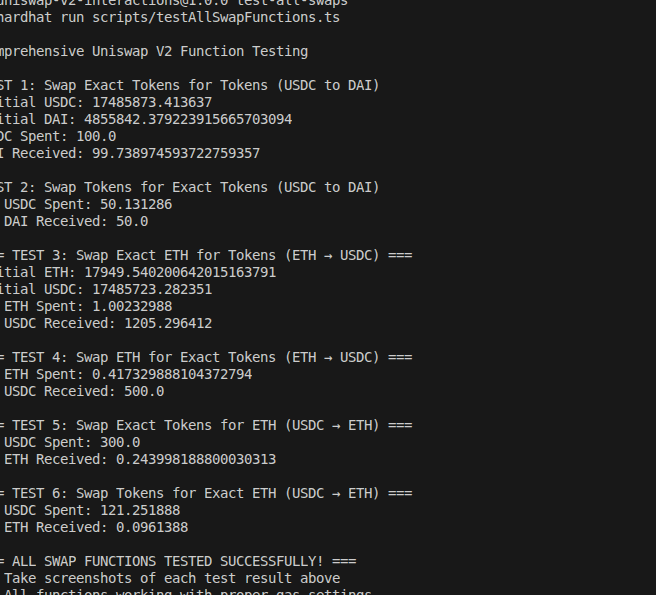 uniswap-v2-interactions@1.0.0 test-all-swaps
hardhat run scripts/testAllSwapFunctions.ts
mprehensive Uniswap V2 Function Testing
ST 1: Swap Exact Tokens for Tokens (USDC to DAI)
itial USDC: 17485873.413637
itial DAI: 4855842.379223915665703094
DC Spent: 100.0
I Received: 99.738974593722759357
ST 2: Swap Tokens for Exact Tokens (USDC to DAI)
USDC Spent: 50.131286
DAI Received: 50.0
= TEST 3: Swap Exact ETH for Tokens (ETH → USDC) ===
itial ETH: 17949.540200642015163791
itial USDC: 17485723.282351
ETH Spent: 1.00232988
USDC Received: 1205.296412
= TEST 4: Swap ETH for Exact Tokens (ETH → USDC) ===
ETH Spent: 0.417329888104372794
USDC Received: 500.0
= TEST 5: Swap Exact Tokens for ETH (USDC → ETH) ===
USDC Spent: 300.0
ETH Received: 0.243998188800030313
= TEST 6: Swap Tokens for Exact ETH (USDC → ETH) ===
USDC Spent: 121.251888
ETH Received: 0.0961388
= ALL SWAP FUNCTIONS TESTED SUCCESSFULLY! ===
Take screenshots of each test result above
All functions working with proper gas settings